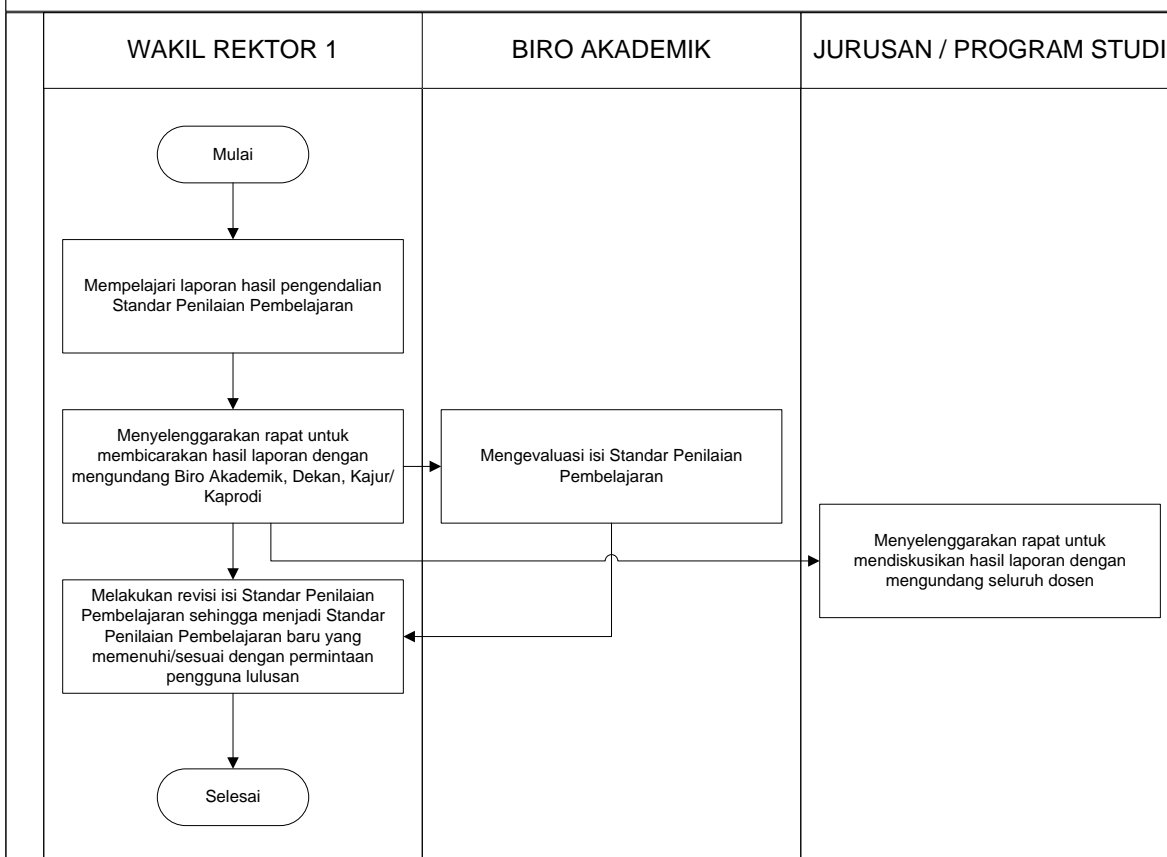 WAKIL REKTOR 1
BIRO AKADEMIK
JURUSAN / PROGRAM STUDI
Mulai
Mempelajari laporan hasil pengendalian
Standar Penilaian Pembelajaran
Menyelenggarakan rapat untuk
membicarakan hasil laporan dengan
mengundang Biro Akademik, Dekan, Kajur/
Kaprodi
Mengevaluasi isi Standar Penilaian
Pembelajaran
Menyelenggarakan rapat untuk
mendiskusikan hasil laporan dengan
mengundang seluruh dosen
Melakukan revisi isi Standar Penilaian
Pembelajaran sehingga menjadi Standar
Penilaian Pembelajaran baru yang
memenuhi/sesuai dengan permintaan
pengguna lulusan
Selesai